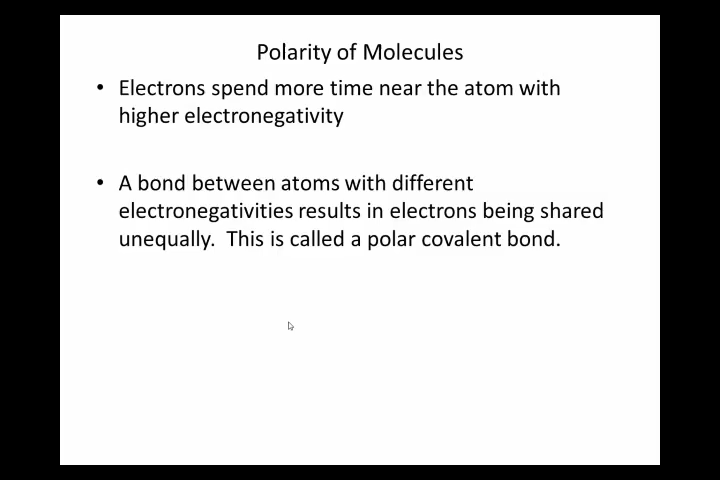 Polarity of Molecules
• Electrons spend more time near the atom with
higher electronegativity
• A bond between atoms with different
electronegativities results in electrons being shared
unequally.  This is called a polar covalent bond.